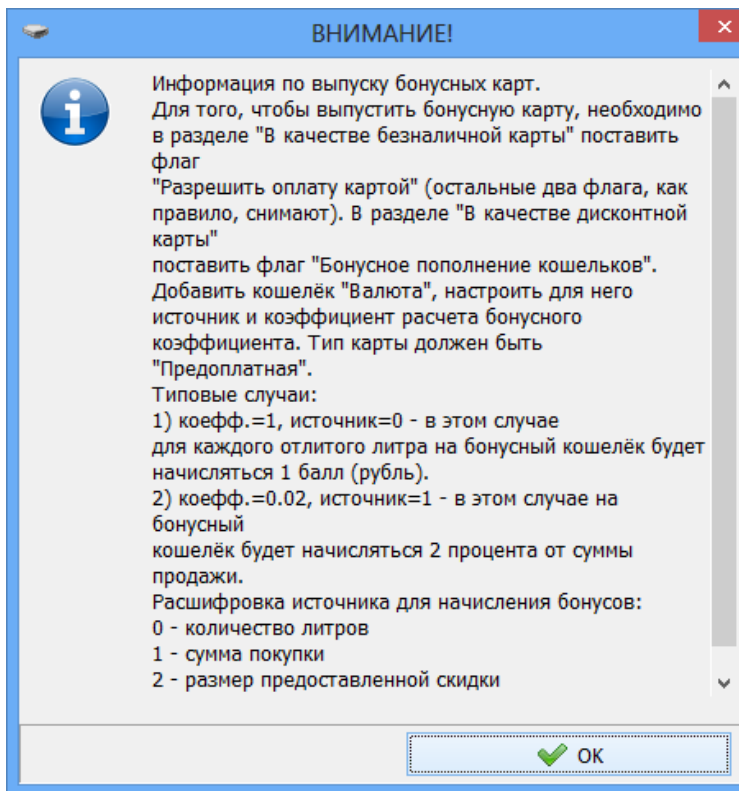 ВНИМАНИЕ!
Информация по выпуску бонусных карт.
Для того, чтобы выпустить бонусную карту, необходимо
в разделе "В качестве безналичной карты" поставить
флаг
"Разрешить оплату картой" (остальные два флага, как
правило, снимают). В разделе "В качестве дисконтной
карты"
поставить флаг "Бонусное пополнение кошельков".
Добавить кошелёк "Валюта", настроить для него
источник и коэффициент расчета бонусного
коэффициента. Тип карты должен быть
"Предоплатная".
Типовые случаи:
1) коефф.=1, источник=0 - в этом случае
для каждого отлитого литра на бонусный кошелёк будет
начисляться 1 балл (рубль).
2) коефф.=0.02, источник=1 - в этом случае на
бонусный
кошелёк будет начисляться 2 процента от суммы
продажи.
Расшифровка источника для начисления бонусов:
0 - количество литров
1 - сумма покупки
2 - размер предоставленной скидки
OK